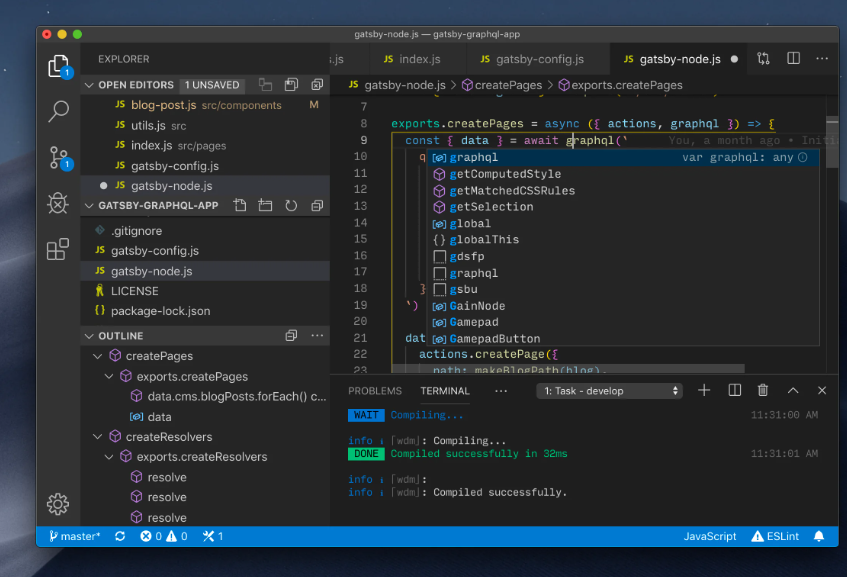 gatsby-node.js — gatsby-graphql-app
EXPLORER
OPEN EDITORS 1 UNSAVED
JS blog-post.js src/components M
JS utils.js src
JS index.js src/pages
JS gatsby-config.js
JS gatsby-node.js
GATSBY-GRAPHQL-APP
.gitignore
JS gatsby-config.js
JS gatsby-node.js
LICENSE
{} package-lock.json
OUTLINE
createPages
exports.createPages
data.cms.blogPosts.forEach() c...
data
createResolvers
exports.createResolvers
resolve
resolve
resolve
1
1
.js JS index.js JS gatsby-config.js JS gatsby-node.js
JS gatsby-node.js > createPages > exports.createPages
7
8 exports.createPages = async ({ actions, graphql }) => {
9 const { data } = await graphql(` You, a month ago • Initi
10 q
11
12
13
14
15
16
17
18 }
19 `)
20
21 dat
22 actions.createPage({
23 path: makeBlogPath(blog),
graphql var graphql: any
getComputedStyle
getMatchedCSSRules
getSelection
global
{} globalThis
gdsfp
graphql
gsbu
GainNode
Gamepad
GamepadButton
PROBLEMS TERMINAL ... 1: Task - develop
WAIT Compiling... 11:31:00 AM
info i [wdm]: Compiling...
DONE Compiled successfully in 32ms 11:31:01 AM
info i [wdm]:
info i [wdm]: Compiled successfully.
master* 0 0 1 JavaScript ESLint